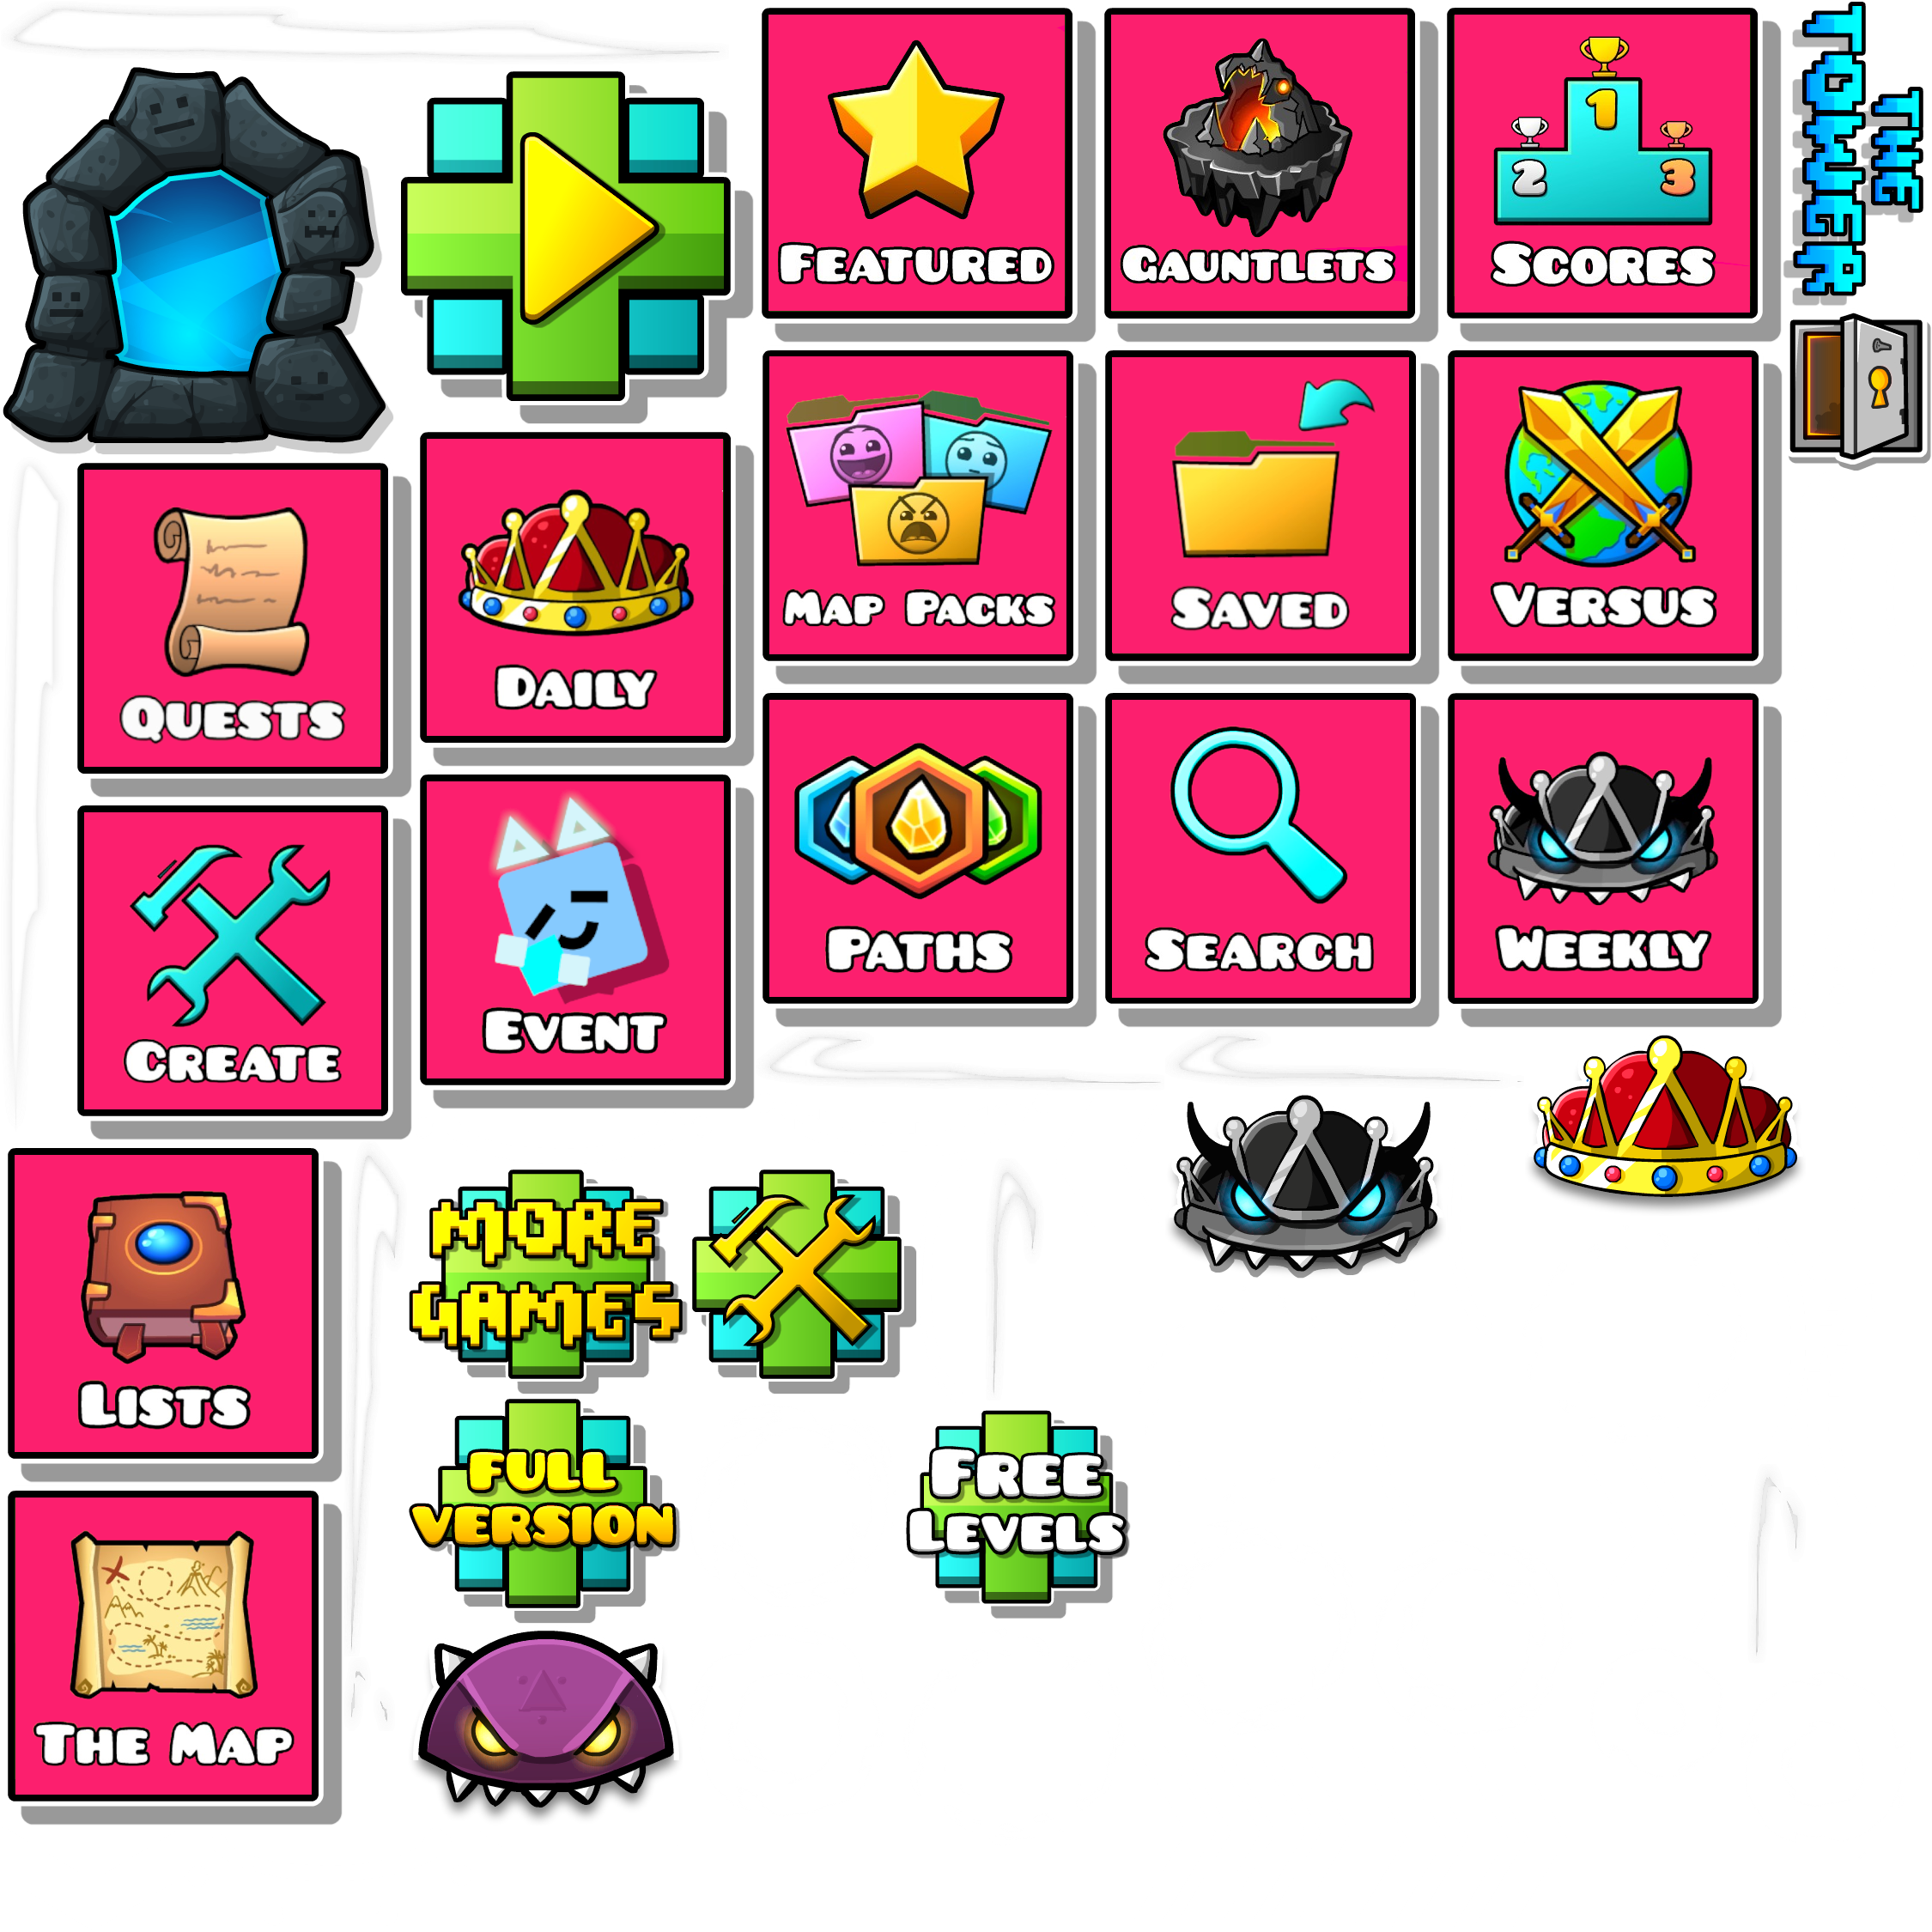 FEATURED
GAUNTLETS
1
2
3
SCORES
THE
TOWER
QUESTS
DAILY
MAP PACKS
SAVED
VERSUS
CREATE
EVENT
PATHS
SEARCH
WEEKLY
LISTS
MORE
GAMES
FULL
VERSION
FREE
LEVELS
THE MAP